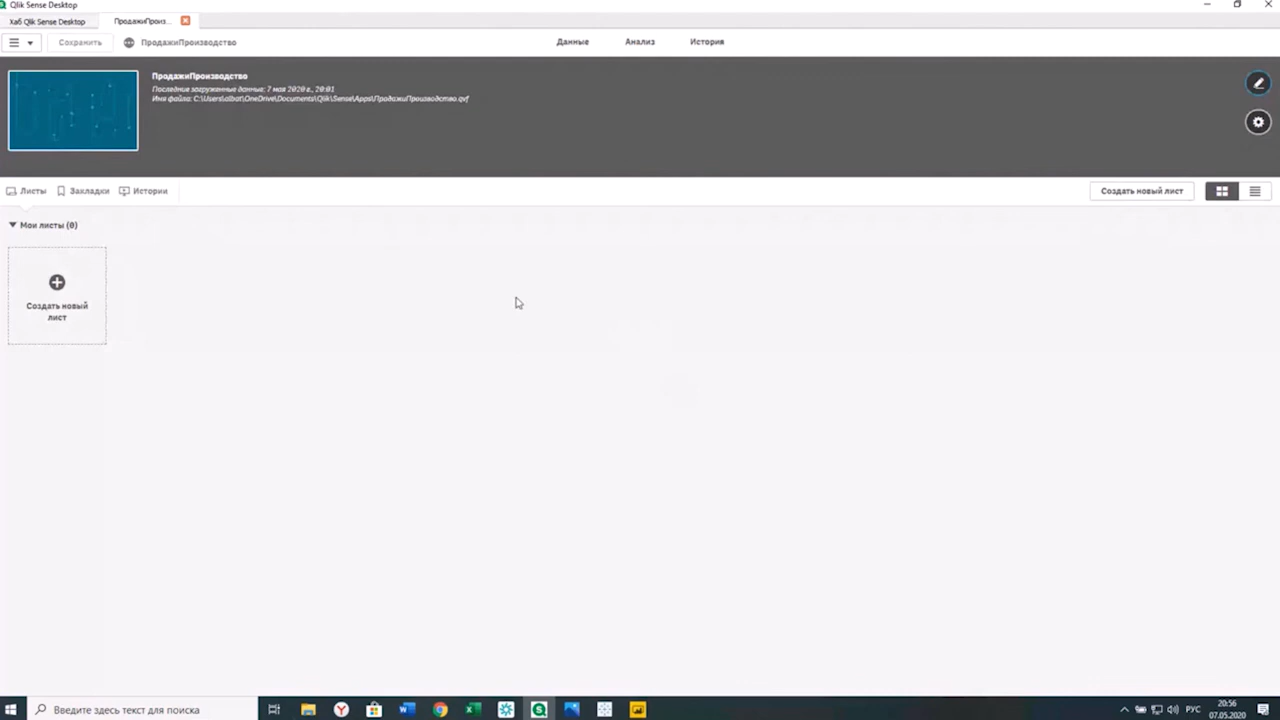 Qlik Sense Desktop
Хаб Qlik Sense Desktop
ПродажиПроиз...
Сохранить
ПродажиПроизводство
Данные
Анализ
История
ПродажиПроизводство
Последние загруженные данные: 7 мая 2020 г., 20:01
Имя файла: C:\Users\albat\OneDrive\Documents\Qlik\Sense\Apps\ПродажиПроизводство.qvf
Листы
Закладки
Истории
Создать новый лист
Мои листы (0)
Создать новый
лист
Введите здесь текст для поиска
РУС
20:56
07.05.2020